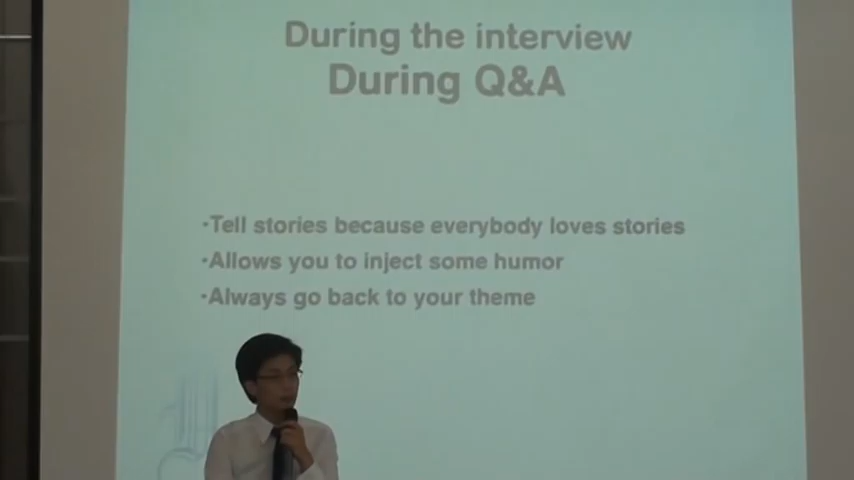 During the interview
During Q&A
·Tell stories because everybody loves stories
·Allows you to inject some humor
·Always go back to your theme